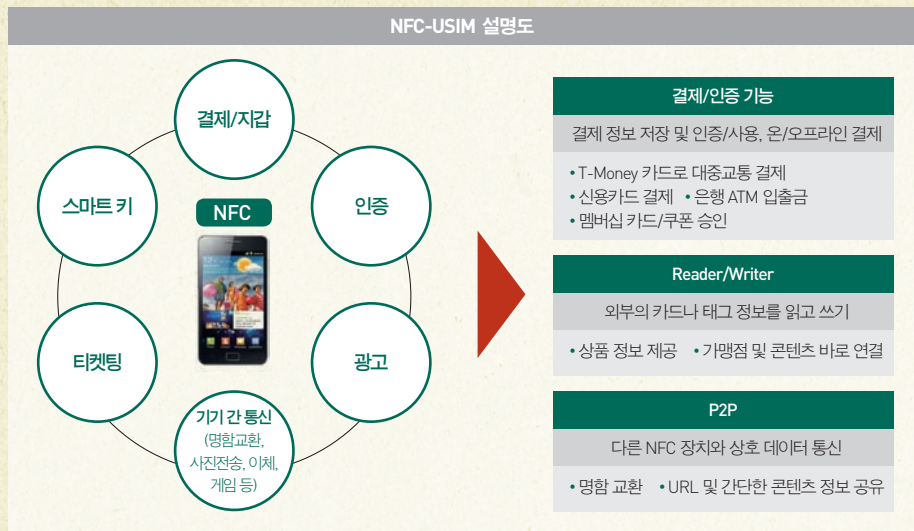 NFC-USIM 설명도
결제/지갑
스마트 키
NFC
인증
티켓팅
광고
기기 간 통신
(명함교환,
사진전송, 이체,
게임 등)
결제/인증 기능
결제 정보 저장 및 인증/사용, 온/오프라인 결제
• T-Money 카드로 대중교통 결제
• 신용카드 결제 • 은행 ATM 입출금
• 멤버십 카드/쿠폰 승인
Reader/Writer
외부의 카드나 태그 정보를 읽고 쓰기
• 상품 정보 제공 • 가맹점 및 콘텐츠 바로 연결
P2P
다른 NFC 장치와 상호 데이터 통신
• 명함 교환 • URL 및 간단한 콘텐츠 정보 공유